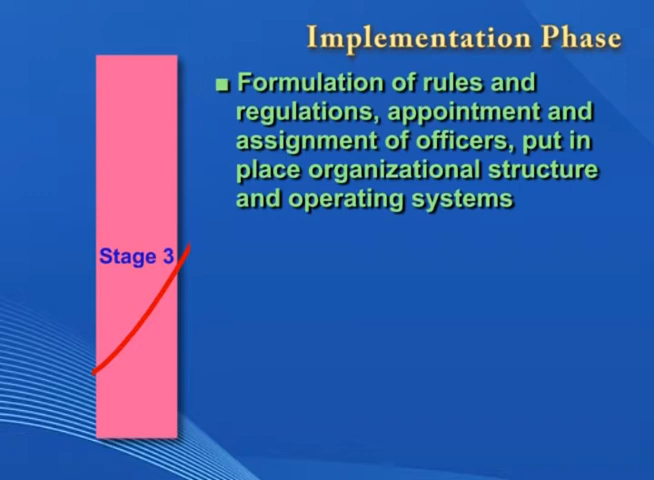 Implementation Phase
■ Formulation of rules and
regulations, appointment and
assignment of officers, put in
place organizational structure
and operating systems
Stage 3